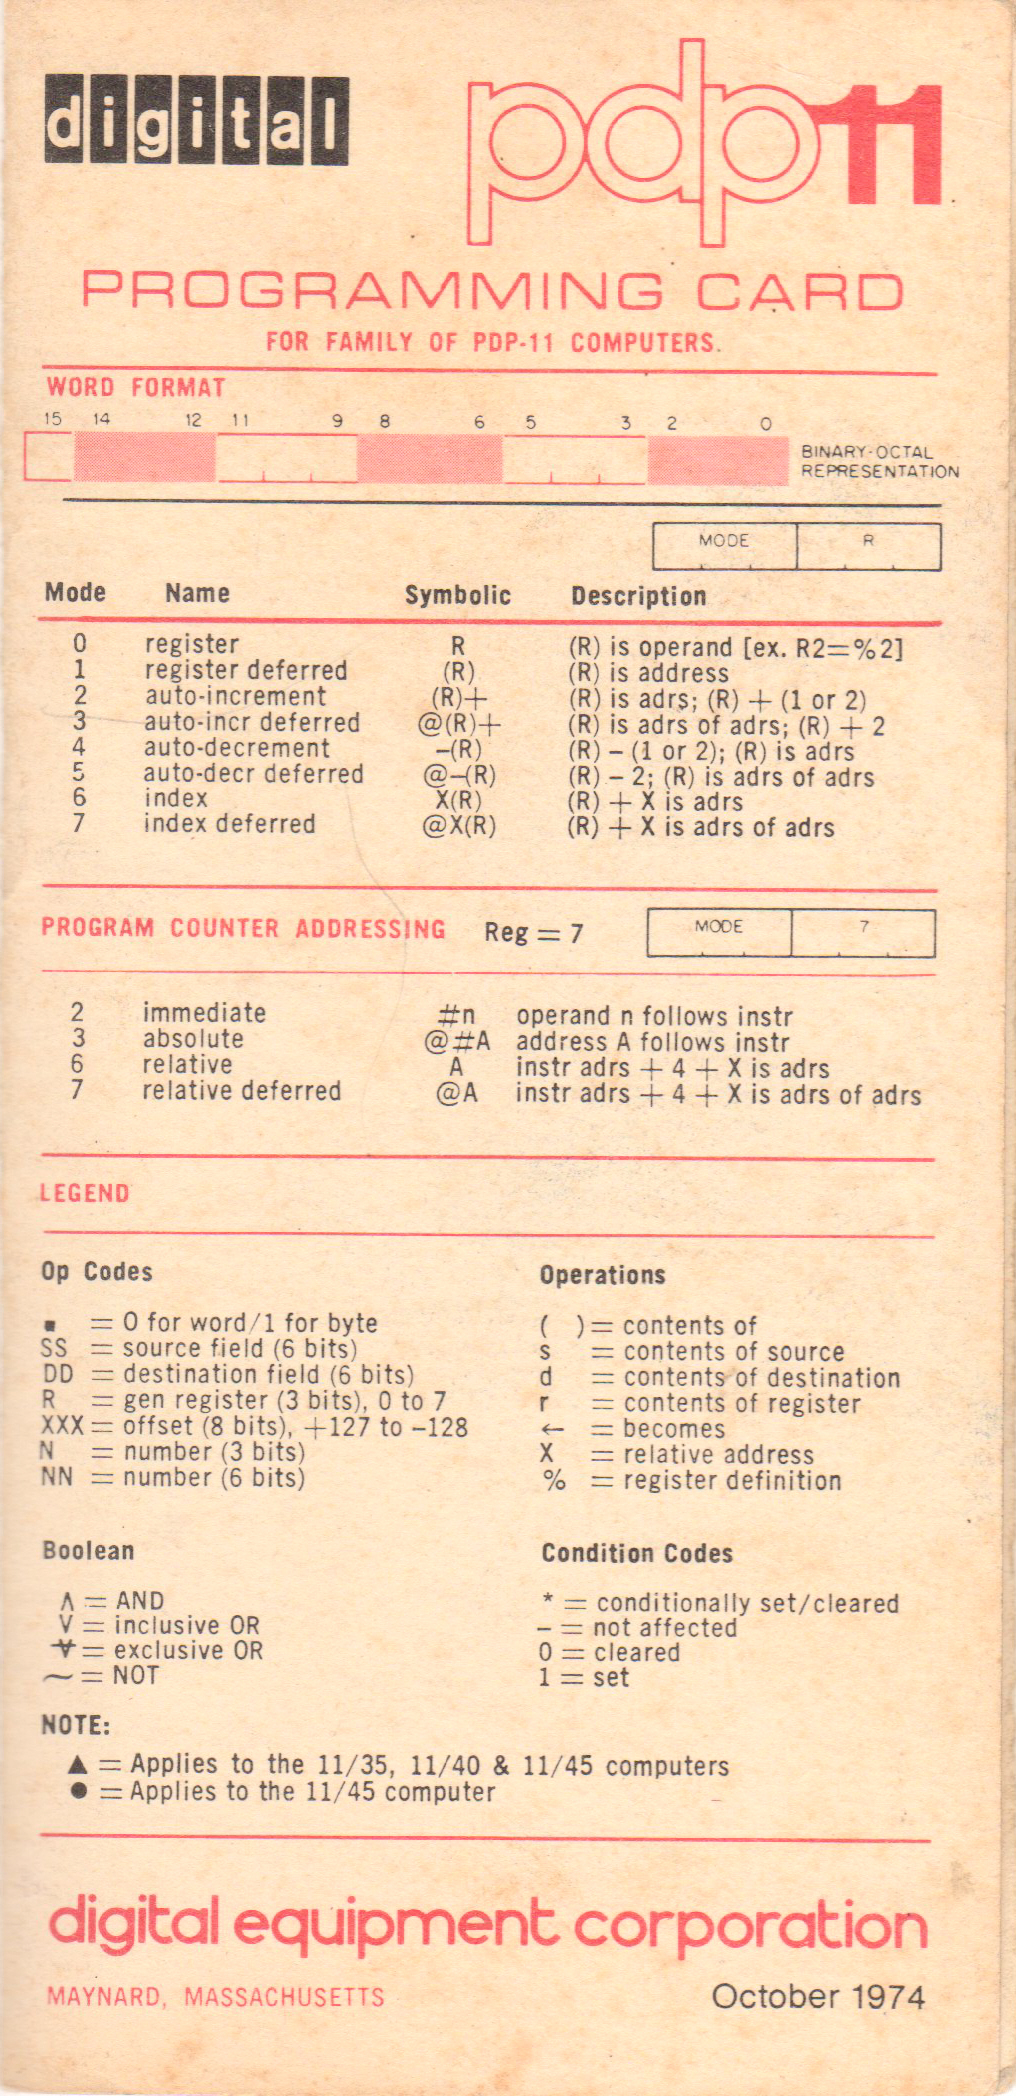 digital pdp11
PROGRAMMING CARD
FOR FAMILY OF PDP-11 COMPUTERS.
WORD FORMAT
15 14 12 11 9 8 6 5 3 2 0
BINARY-OCTAL
REPRESENTATION
MODE R
Mode Name Symbolic Description
0 register R (R) is operand [ex. R2=%2]
1 register deferred (R) (R) is address
2 auto-increment (R)+ (R) is adrs; (R) + (1 or 2)
3 auto-incr deferred @(R)+ (R) is adrs of adrs; (R) + 2
4 auto-decrement –(R) (R) – (1 or 2); (R) is adrs
5 auto-decr deferred @–(R) (R) – 2; (R) is adrs of adrs
6 index X(R) (R) + X is adrs
7 index deferred @X(R) (R) + X is adrs of adrs
PROGRAM COUNTER ADDRESSING Reg = 7 MODE 7
2 immediate #n operand n follows instr
3 absolute @#A address A follows instr
6 relative A instr adrs + 4 + X is adrs
7 relative deferred @A instr adrs + 4 + X is adrs of adrs
LEGEND
Op Codes
■ = 0 for word/1 for byte
SS = source field (6 bits)
DD = destination field (6 bits)
R = gen register (3 bits), 0 to 7
XXX = offset (8 bits), +127 to –128
N = number (3 bits)
NN = number (6 bits)
Operations
( ) = contents of
s = contents of source
d = contents of destination
r = contents of register
← = becomes
X = relative address
% = register definition
Boolean
Λ = AND
V = inclusive OR
⊻ = exclusive OR
~ = NOT
Condition Codes
* = conditionally set/cleared
– = not affected
0 = cleared
1 = set
NOTE:
▲ = Applies to the 11/35, 11/40 & 11/45 computers
● = Applies to the 11/45 computer
digital equipment corporation
MAYNARD, MASSACHUSETTS October 1974